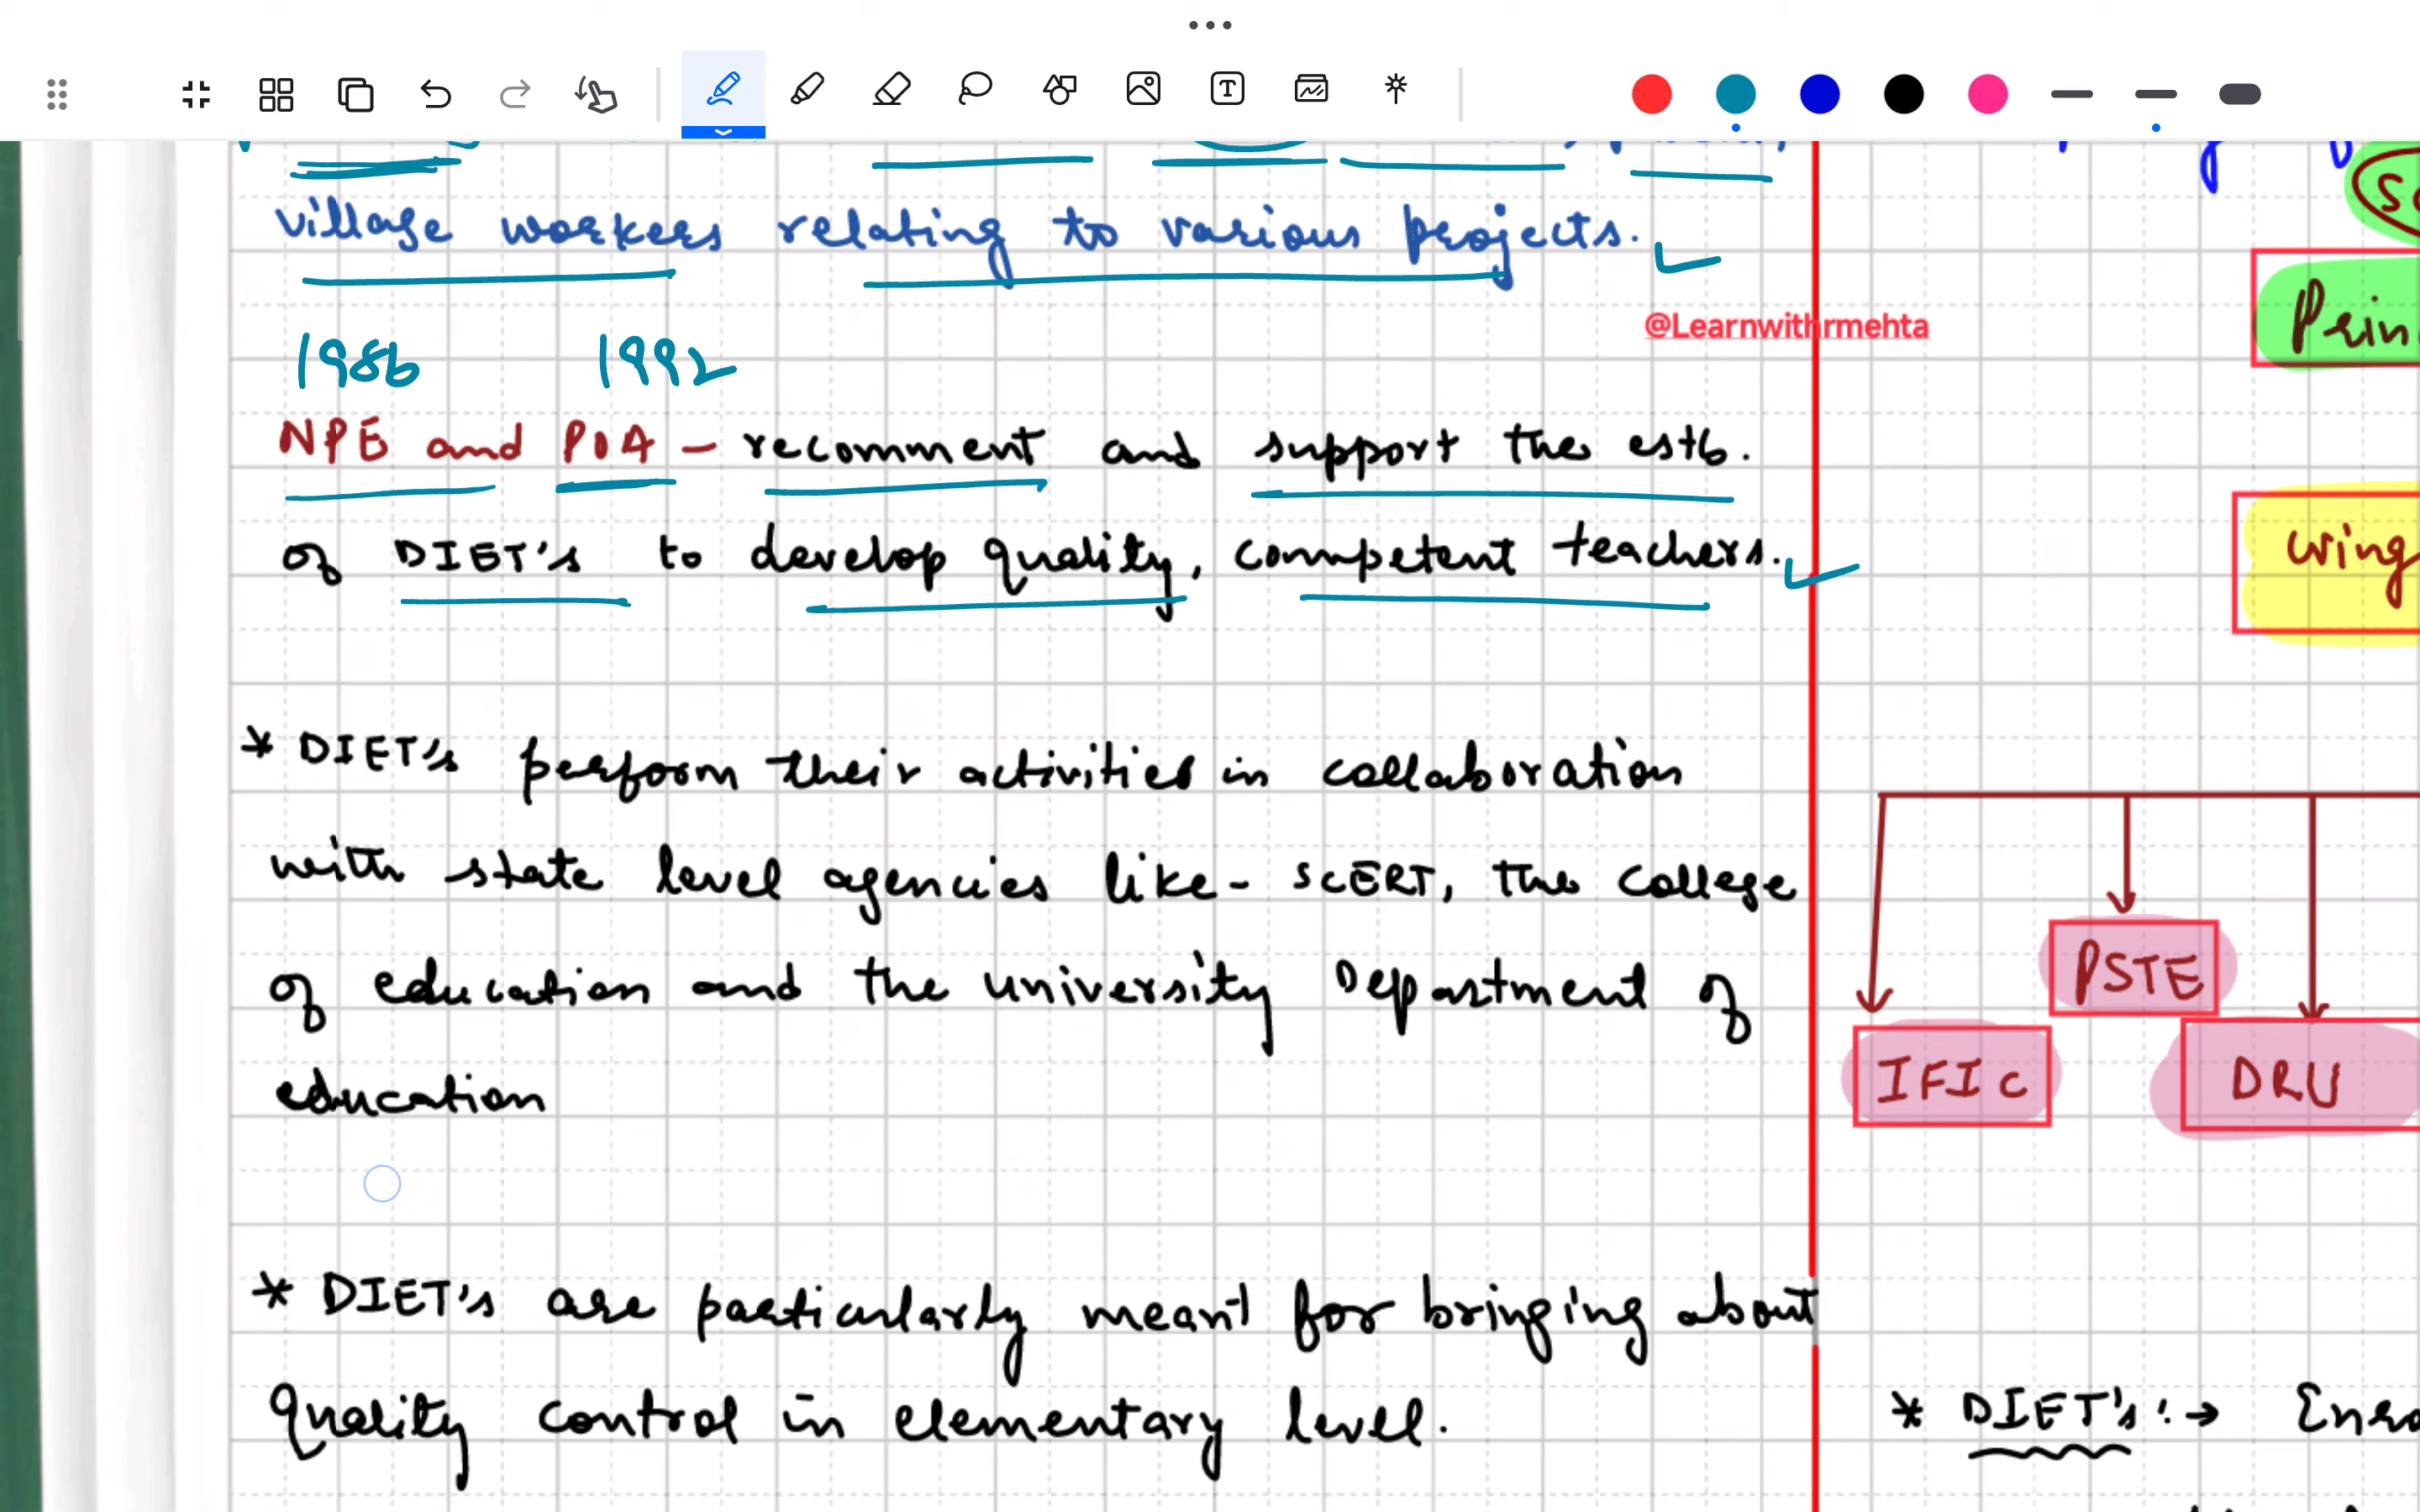 village workers relating to various projects.
@Learnwithrmehta
1986 1992
NPE and POA - recomment and support the estb.
of DIET's to develop quality, competent teachers.
* DIET's perform their activities in collaboration
with state level agencies like - SCERT, the college
of education and the university Department of
education
* DIET's are particularly meant for bringing about
quality control in elementary level.
Prin
wing
PSTE
IFIC
DRU
* DIET's :→